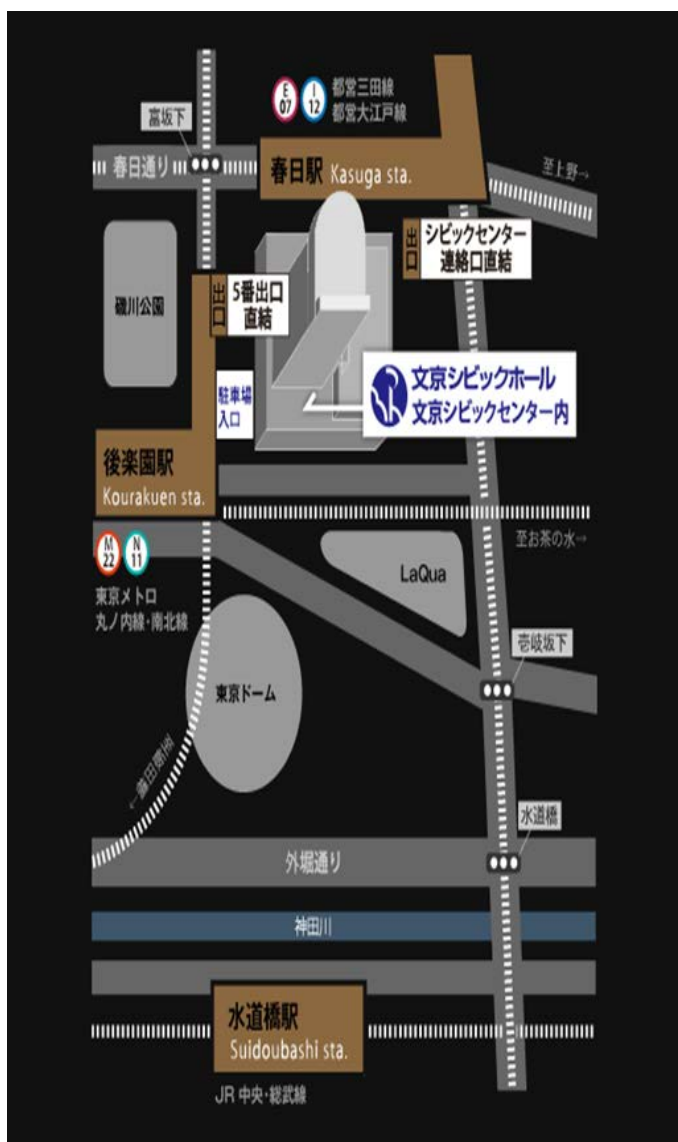 E
07
I
12
都営三田線
都営大江戸線
富坂下
春日通り
春日駅 Kasuga sta.
至上野→
出口
シビックセンター
連絡口直結
礫川公園
出口
5番出口
直結
駐車場
入口
文京シビックホール
文京シビックセンター内
後楽園駅
Kourakuen sta.
M
22
N
11
東京メトロ
丸ノ内線・南北線
至お茶の水→
LaQua
壱岐坂下
東京ドーム
←至飯田橋
水道橋
外堀通り
神田川
水道橋駅
Suidoubashi sta.
JR 中央・総武線